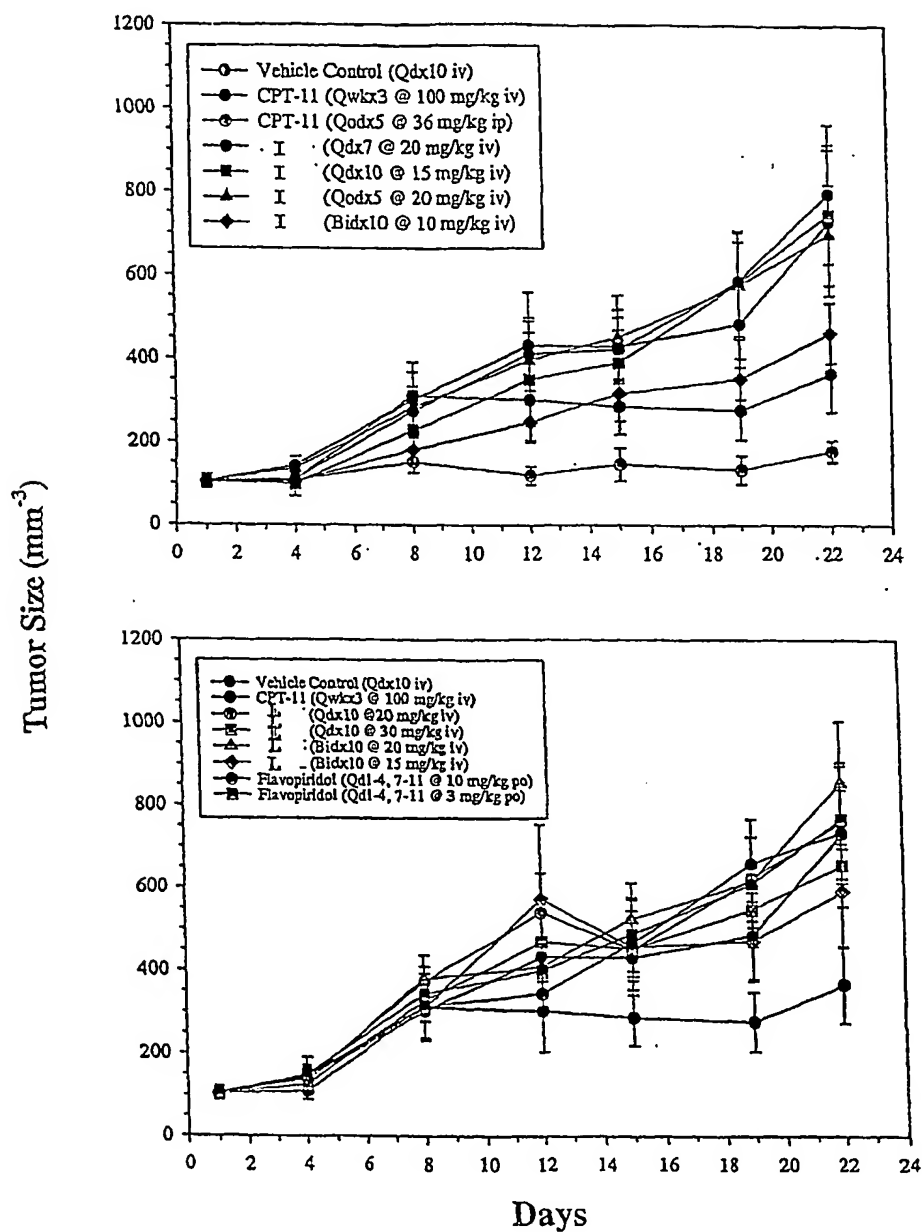 1200
1000
800
600
400
200
0
0 2 4 6 8 10 12 14 16 18 20 22 24
Vehicle Control (Qdx10 iv)
CPT-11 (Qwkx3 @ 100 mg/kg iv)
CPT-11 (Qodx5 @ 36 mg/kg ip)
I (Qdx7 @ 20 mg/kg iv)
I (Qdx10 @ 15 mg/kg iv)
I (Qodx5 @ 20 mg/kg iv)
I (Bidx10 @ 10 mg/kg iv)
Tumor Size (mm-3)
1200
1000
800
600
400
200
0
0 2 4 6 8 10 12 14 16 18 20 22 24
Vehicle Control (Qdx10 iv)
CPT-11 (Qwkx3 @ 100 mg/kg iv)
(Qdx10 @20 mg/kg iv)
(Qdx10 @ 30 mg/kg iv)
L (Bidx10 @ 20 mg/kg iv)
L (Bidx10 @ 15 mg/kg iv)
Flavopiridol (Qd1-4, 7-11 @ 10 mg/kg po)
Flavopiridol (Qd1-4, 7-11 @ 3 mg/kg po)
Days